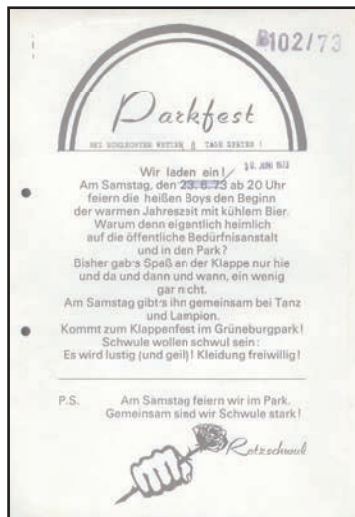 B102/73
Parkfest
BEI SCHLECHTEM WETTER 8 TAGE SPÄTER !
Wir laden ein!
20. JUNI 1973
Am Samstag, den 23.6.73 ab 20 Uhr
feiern die heißen Boys den Beginn
der warmen Jahreszeit mit kühlem Bier.
Warum denn eigentlich heimlich
auf die öffentliche Bedürfnisanstalt
und in den Park?
Bisher gab's Spaß an der Klappe nur hie
und da und dann und wann, ein wenig
gar nicht.
Am Samstag gibt's ihn gemeinsam bei Tanz
und Lampion.
Kommt zum Klappenfest im Grüneburgpark!
Schwule wollen schwul sein:
Es wird lustig (und geil)! Kleidung freiwillig!
P.S. Am Samstag feiern wir im Park.
Gemeinsam sind wir Schwule stark!
Rotzschwul